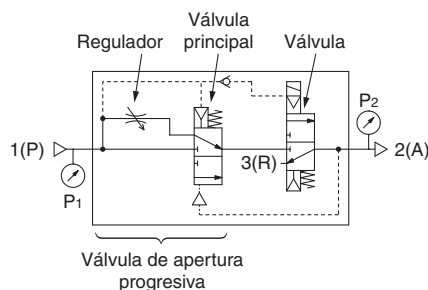 Válvula
principal
Regulador
Válvula
P2
1(P)
3(R)
2(A)
P1
Válvula de apertura
progresiva